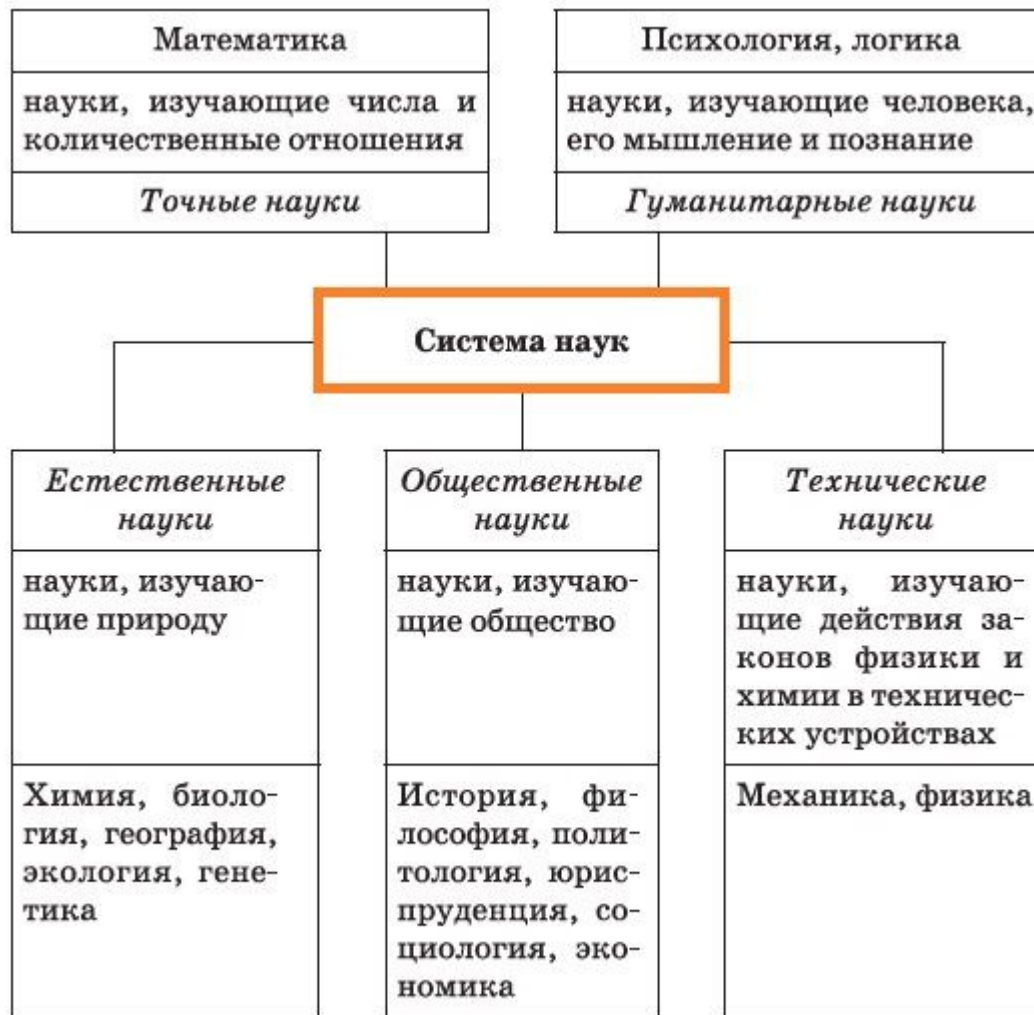 Математика
науки, изучающие числа и
количественные отношения
Точные науки
Психология, логика
науки, изучающие человека,
его мышление и познание
Гуманитарные науки
Система наук
Естественные
науки
науки, изучаю-
щие природу
Химия, биоло-
гия, география,
экология, гене-
тика
Общественные
науки
науки, изучаю-
щие общество
История, фи-
лософия, поли-
тология, юрис-
пруденция, со-
циология, эко-
номика
Технические
науки
науки, изучаю-
щие действия за-
конов физики и
химии в техничес-
ких устройствах
Механика, физика